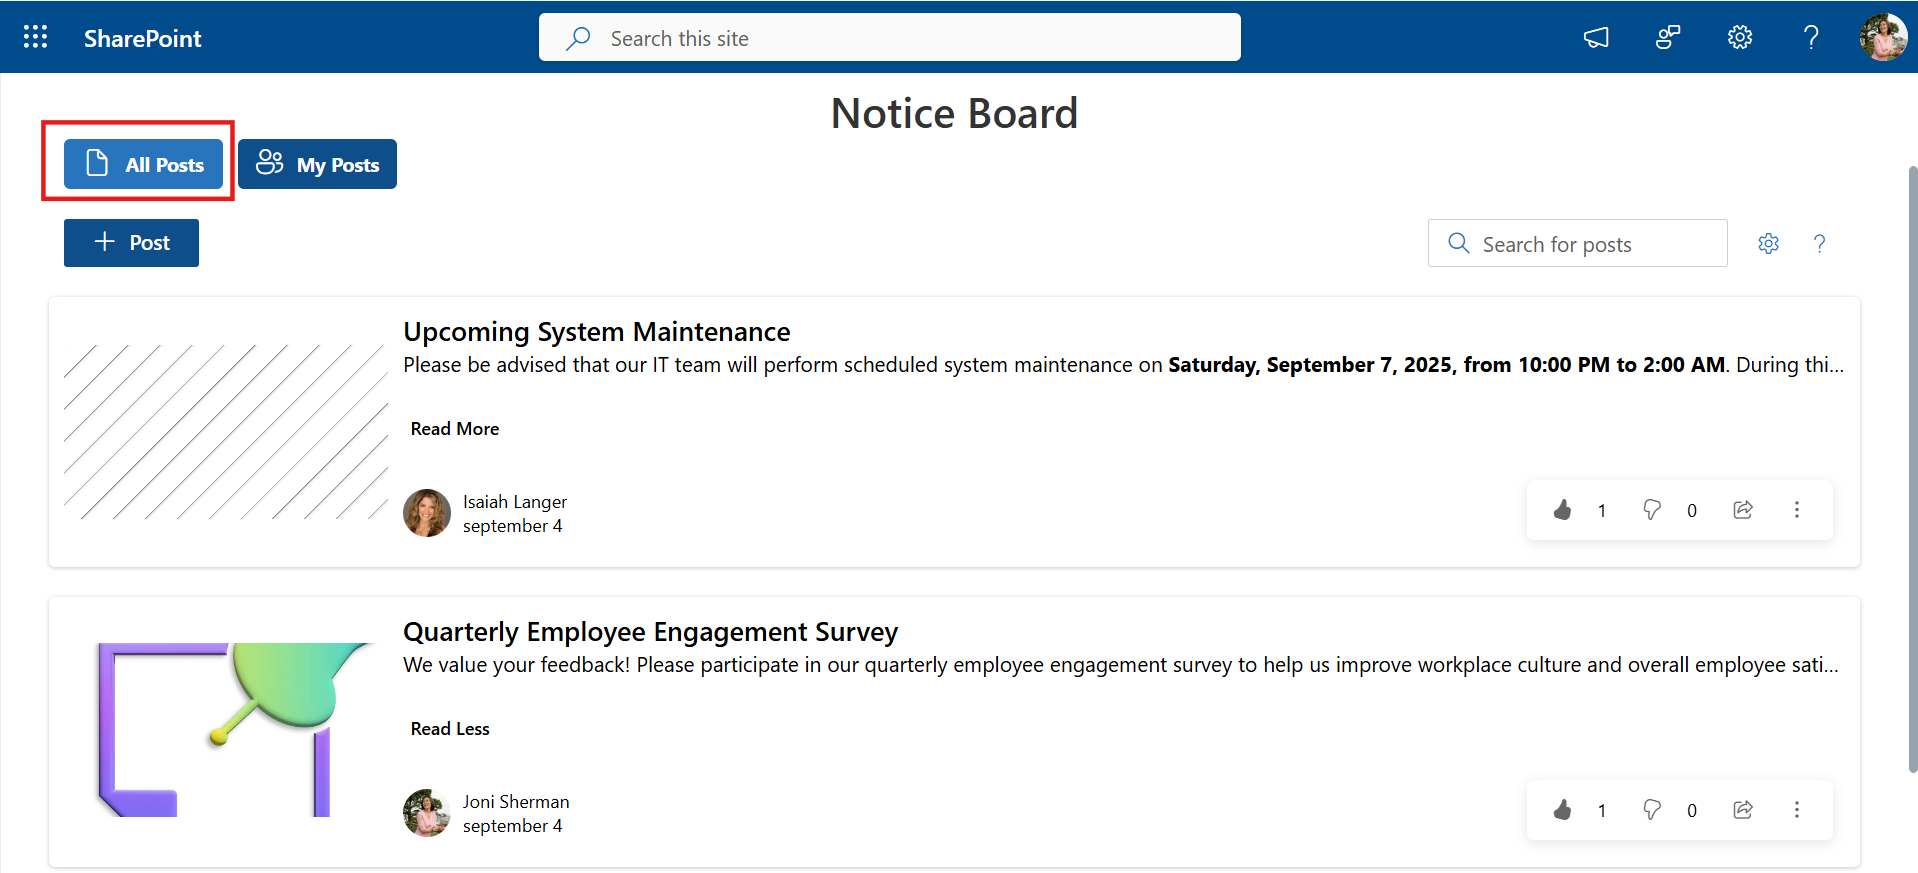 SharePoint
Search this site
Notice Board
All Posts
My Posts
Post
Search for posts
Upcoming System Maintenance
Please be advised that our IT team will perform scheduled system maintenance on Saturday, September 7, 2025, from 10:00 PM to 2:00 AM. During thi...
Read More
Isaiah Langer
september 4
1
0
Quarterly Employee Engagement Survey
We value your feedback! Please participate in our quarterly employee engagement survey to help us improve workplace culture and overall employee sati...
Read Less
Joni Sherman
september 4
1
0